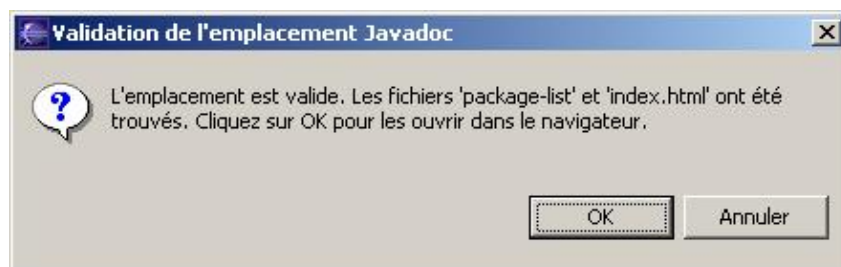 Validation de l'emplacement Javadoc
L'emplacement est valide. Les fichiers 'package-list' et 'index.html' ont été
trouvés. Cliquez sur OK pour les ouvrir dans le navigateur.
OK Annuler